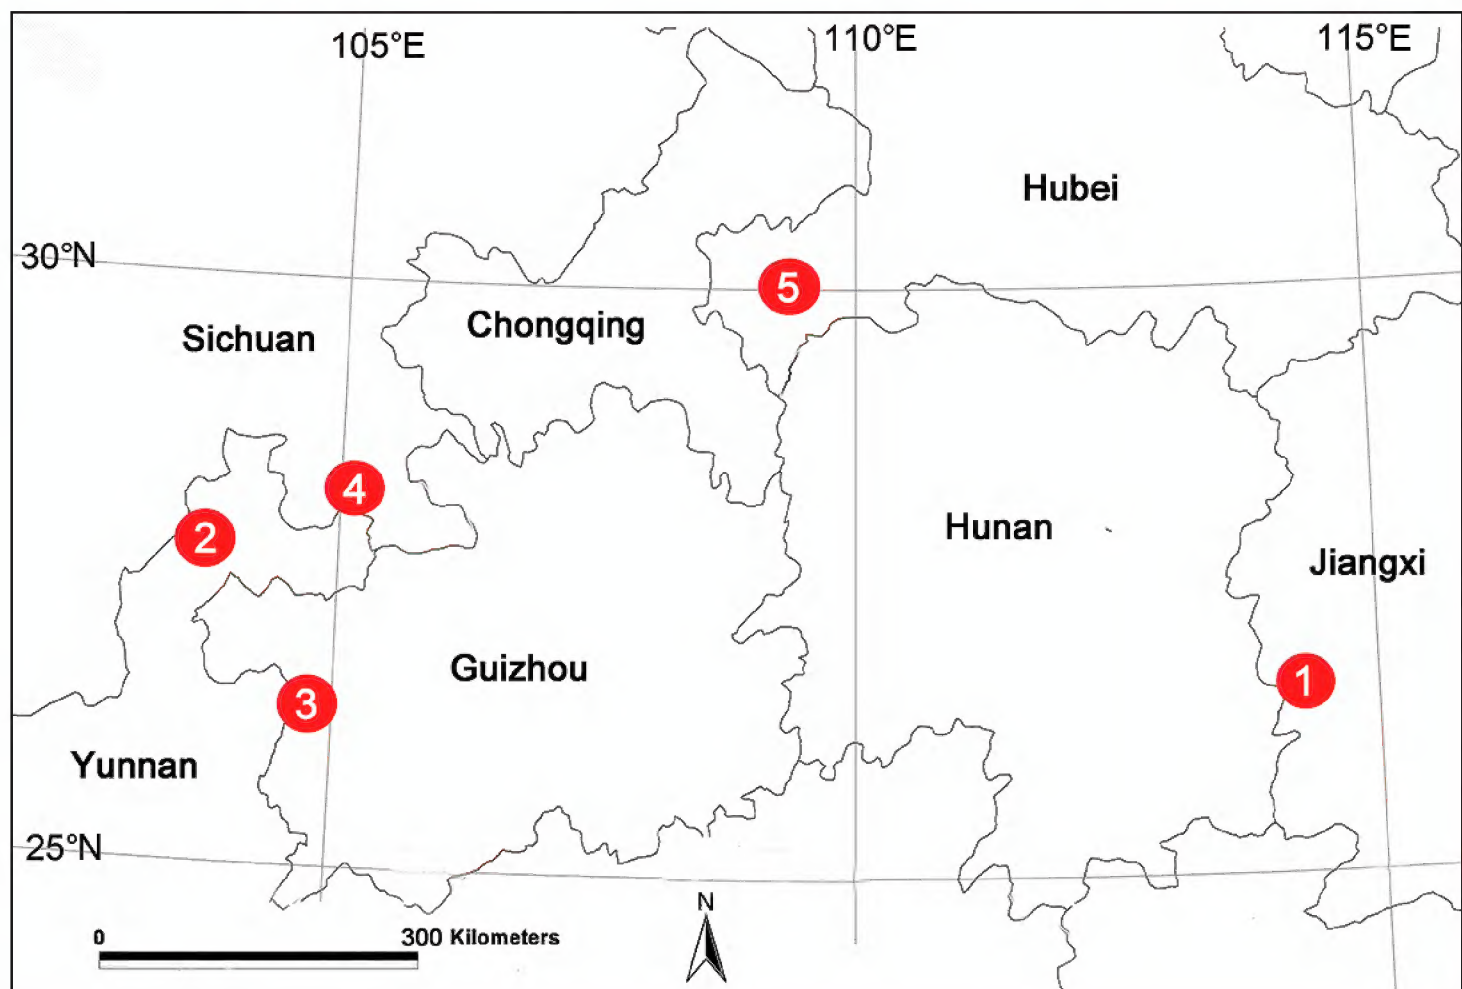 105°E
110°E
115°E
Hubei
30°N
5
Sichuan
Chongqing
4
2
Hunan
Jiangxi
Guizhou
1
3
Yunnan
25°N
N
0
300 Kilometers